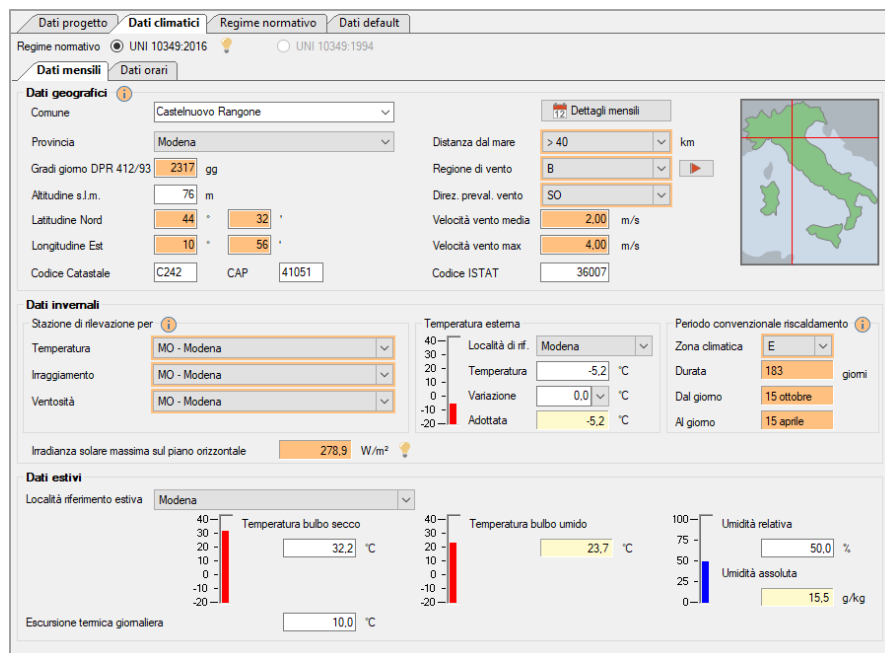 Dati progetto Dati climatici Regime normativo Dati default
Regime normativo UNI 10349:2016 UNI 10349:1994
Dati mensili Dati orari
Dati geografici
Comune Castelnuovo Rangone 12 Dettagli mensili
Provincia Modena Distanza dal mare > 40 km
Gradi giorno DPR 412/93 2317 gg Regione di vento B
Altitudine s.l.m. 76 m Direz. preval. vento SO
Latitudine Nord 44 ° 32 ' Velocità vento media 2,00 m/s
Longitudine Est 10 ° 56 ' Velocità vento max 4,00 m/s
Codice Catastale C242 CAP 41051 Codice ISTAT 36007
Dati invernali
Stazione di rilevazione per Temperatura esterna Periodo convenzionale riscaldamento
Temperatura MO - Modena 40 Località di rif. Modena Zona climatica E
30
Irraggiamento MO - Modena 20 Temperatura -5,2 °C Durata 183 giorni
10
Ventosità MO - Modena 0 Variazione 0,0 °C Dal giorno 15 ottobre
-10
-20 Adottata -5,2 °C Al giorno 15 aprile
Irradianza solare massima sul piano orizzontale 278,9 W/m²
Dati estivi
Località riferimento estiva Modena
40 Temperatura bulbo secco 40 Temperatura bulbo umido 100 Umidità relativa
30 30 75
20 32,2 °C 20 23,7 °C 50,0 %
10 10 50
0 0 25 Umidità assoluta
-10 -10
-20 -20 0 15,5 g/kg
Escursione termica giornaliera 10,0 °C